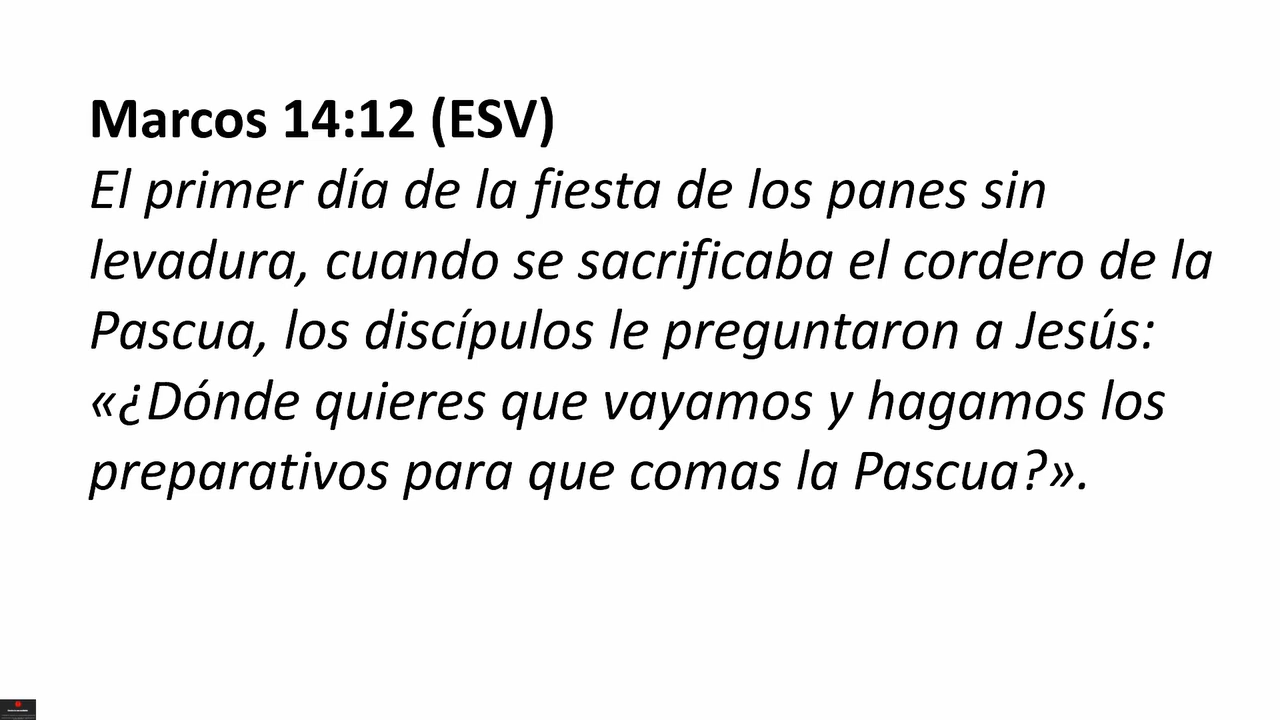 Marcos 14:12 (ESV)
El primer día de la fiesta de los panes sin
levadura, cuando se sacrificaba el cordero de la
Pascua, los discípulos le preguntaron a Jesús:
«¿Dónde quieres que vayamos y hagamos los
preparativos para que comas la Pascua?».